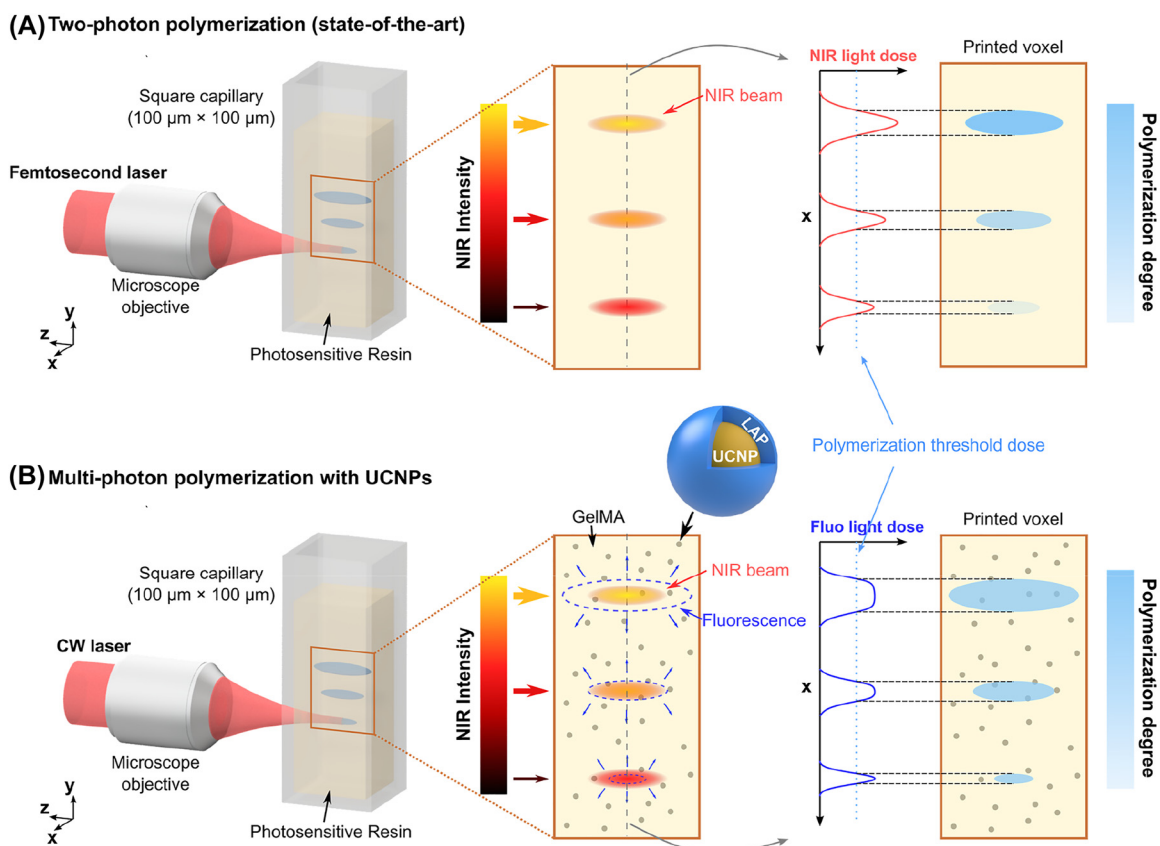 (A) Two-photon polymerization (state-of-the-art)
Square capillary
(100 µm × 100 µm)
Femtosecond laser
Microscope
objective
Photosensitive Resin
y
z
x
NIR Intensity
NIR beam
NIR light dose
x
Printed voxel
Polymerization degree
Polymerization threshold dose
LAP
UCNP
(B) Multi-photon polymerization with UCNPs
Square capillary
(100 µm × 100 µm)
CW laser
Microscope
objective
Photosensitive Resin
y
z
x
NIR Intensity
GelMA
NIR beam
Fluorescence
Fluo light dose
x
Printed voxel
Polymerization degree